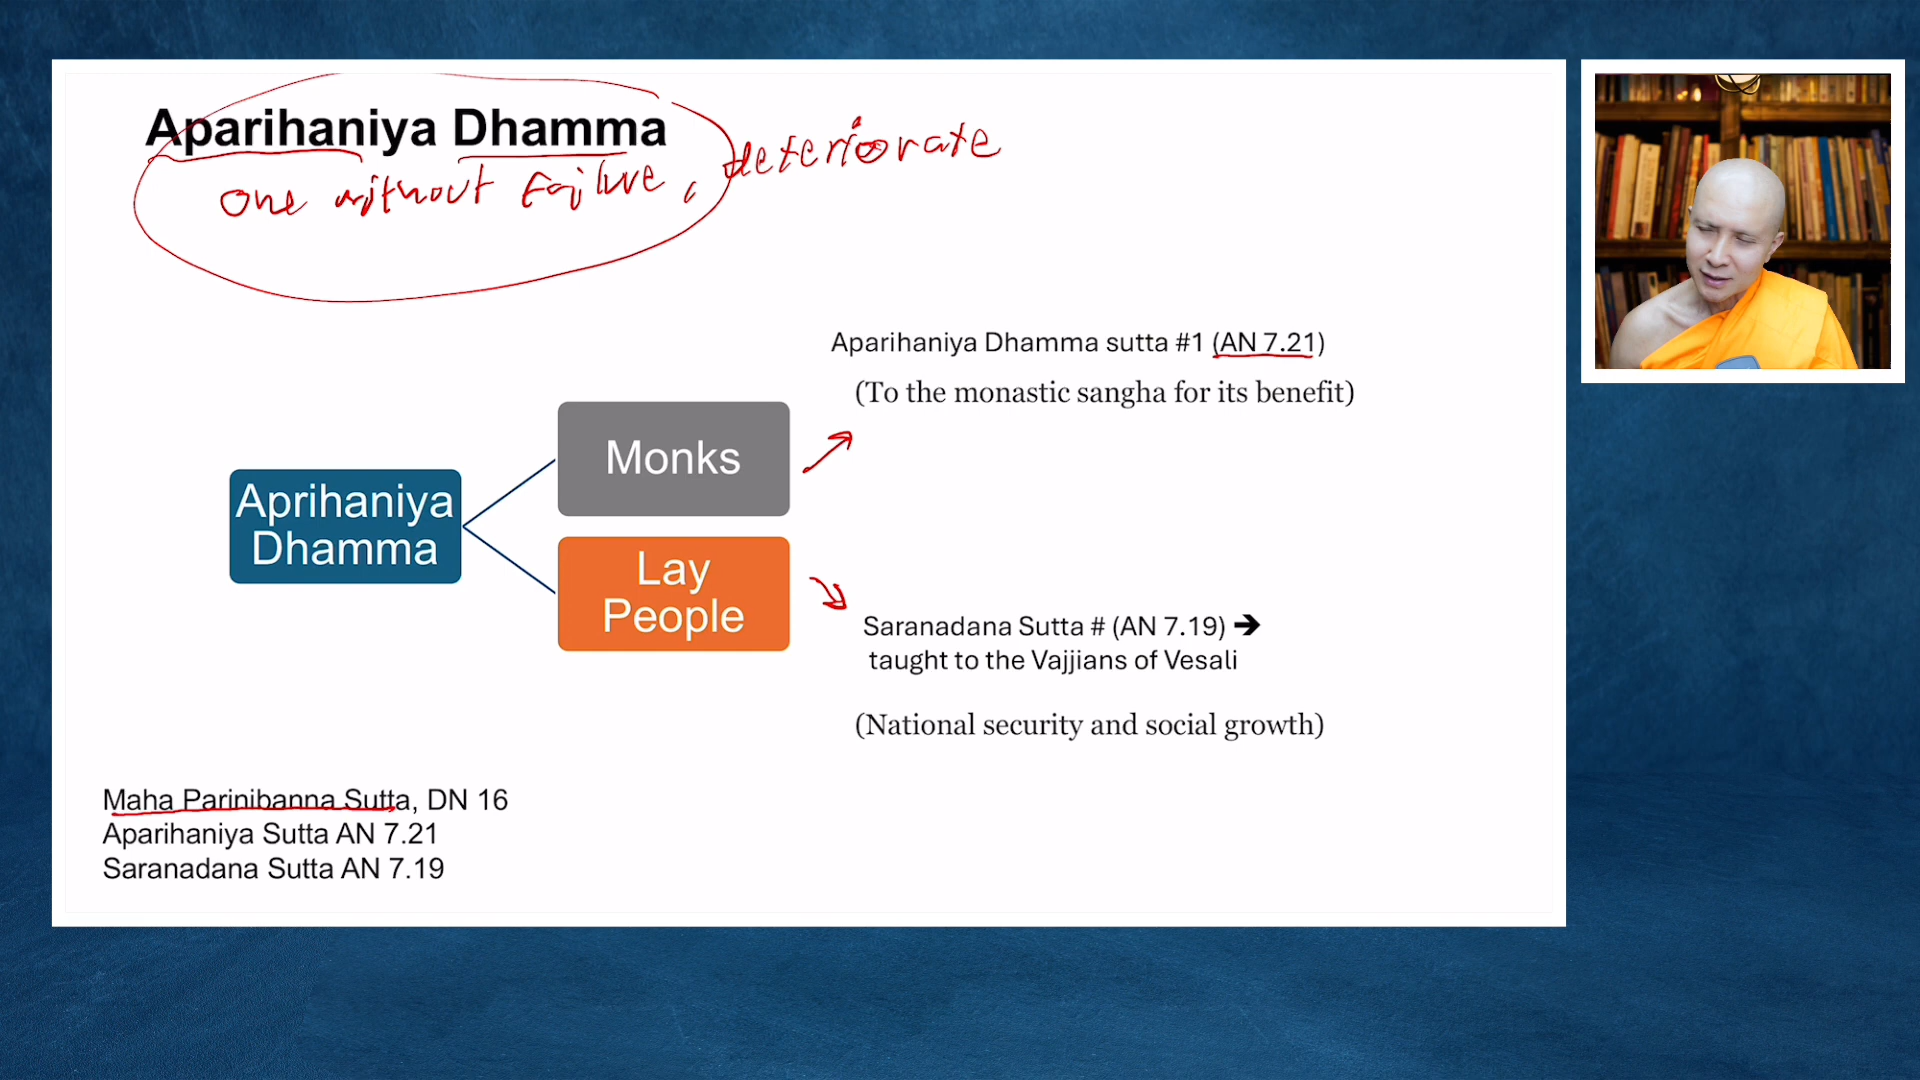 Aparihaniya Dhamma
one without failure, deteriorate
Aparihaniya Dhamma sutta #1 (AN 7.21)
(To the monastic sangha for its benefit)
Monks
Aprihaniya
Dhamma
Lay
People
Saranadana Sutta # (AN 7.19) ➔
taught to the Vajjians of Vesali
(National security and social growth)
Maha Parinibanna Sutta, DN 16
Aparihaniya Sutta AN 7.21
Saranadana Sutta AN 7.19